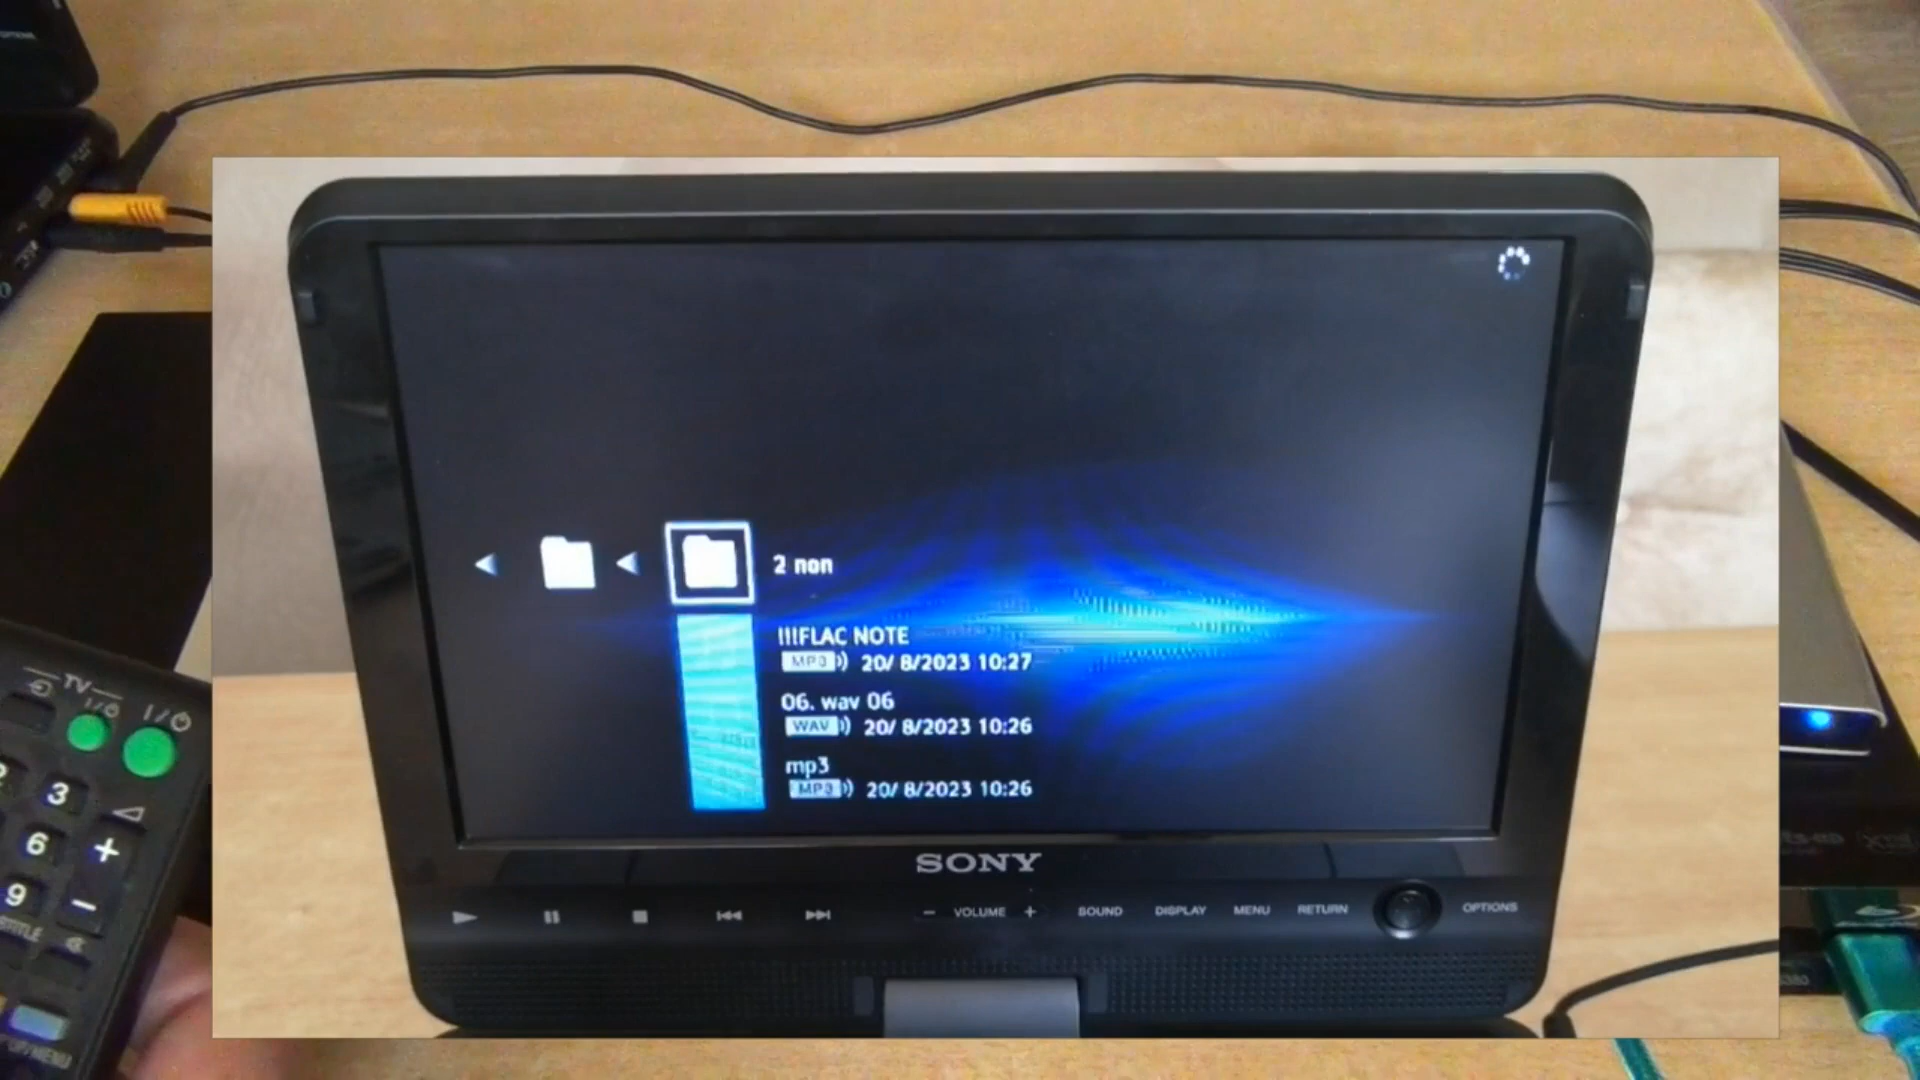 2 non
IIIFLAC NOTE
MP3 20/ 8/2023 10:27
06. wav 06
WAV 20/ 8/2023 10:26
mp3
MP3 20/ 8/2023 10:26
SONY
− VOLUME + SOUND DISPLAY MENU RETURN OPTIONS
TV
I/⏻ I/⏻
3
6 +
9 −